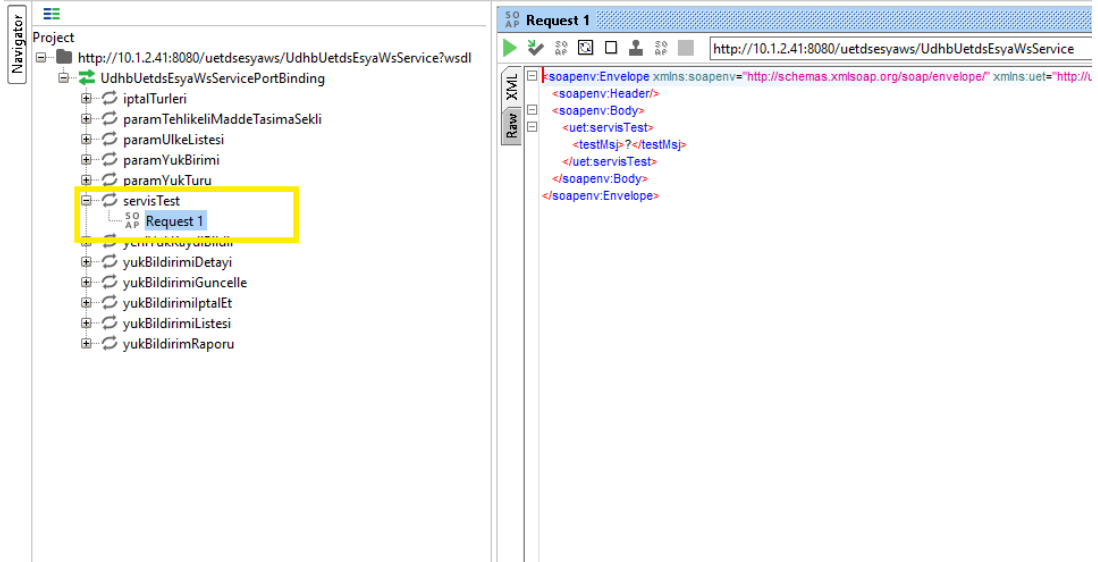 Navigator
Project
http://10.1.2.41:8080/uetdsesyaws/UdhbUetdsEsyaWsService?wsdl
UdhbUetdsEsyaWsServicePortBinding
iptalTurleri
paramTehlikeliMaddeTasimaSekli
paramUlkeListesi
paramYukBirimi
paramYukTuru
servisTest
SOAP Request 1
yeniYukKaydiBildir
yukBildirimiDetayi
yukBildirimiGuncelle
yukBildirimiIptalEt
yukBildirimiListesi
yukBildirimRaporu
SOAP Request 1
http://10.1.2.41:8080/uetdsesyaws/UdhbUetdsEsyaWsService
XML
Raw
<soapenv:Envelope xmlns:soapenv="http://schemas.xmlsoap.org/soap/envelope/" xmlns:uet="http://u
<soapenv:Header/>
<soapenv:Body>
<uet:servisTest>
<testMsj>?</testMsj>
</uet:servisTest>
</soapenv:Body>
</soapenv:Envelope>